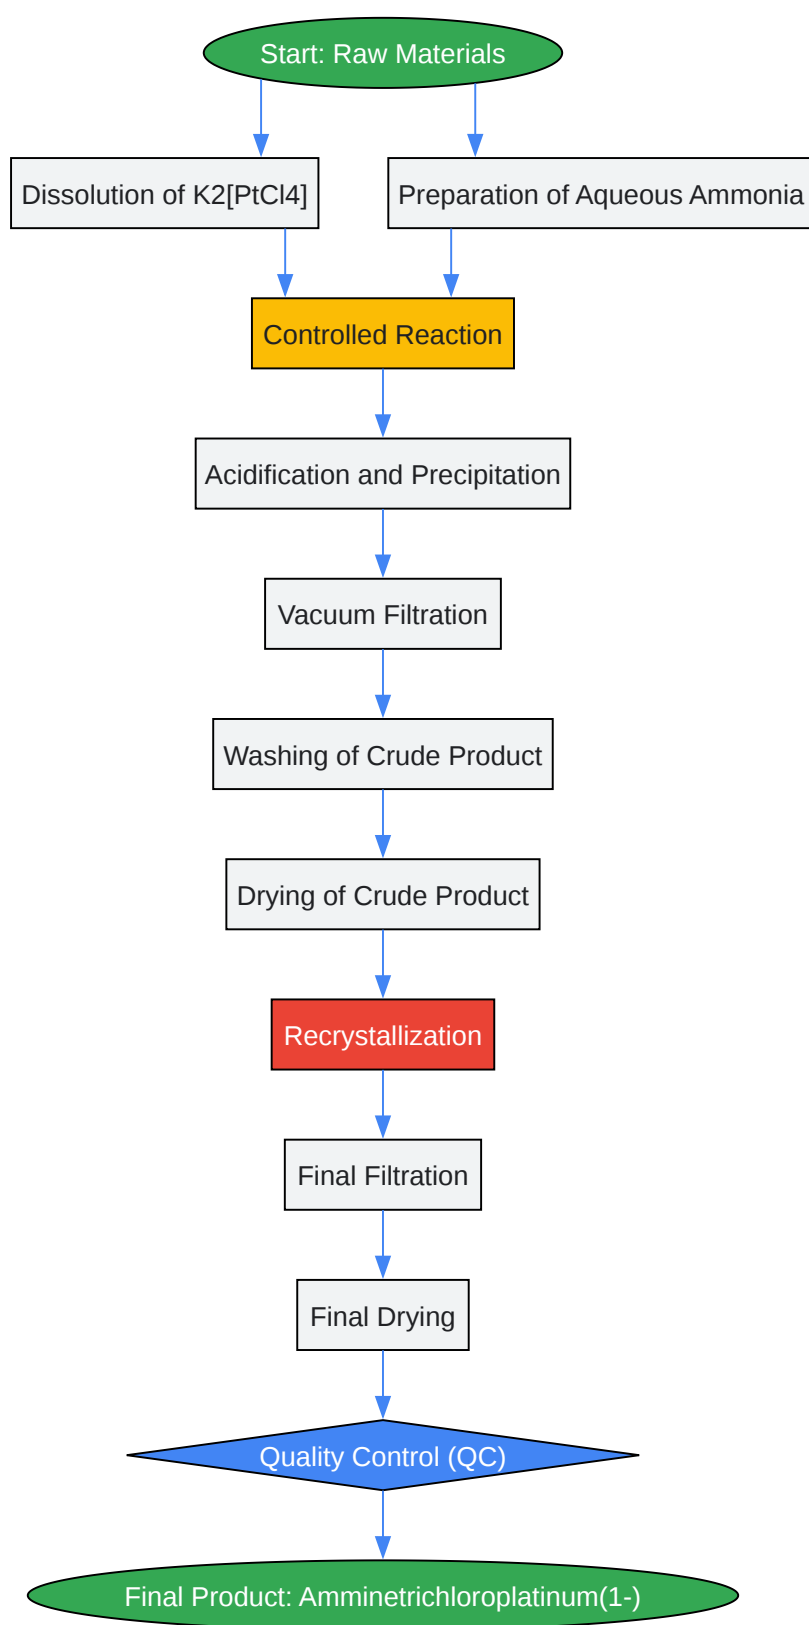 Start: Raw Materials
Dissolution of K2[PtCl4]
Preparation of Aqueous Ammonia
Controlled Reaction
Acidification and Precipitation
Vacuum Filtration
Washing of Crude Product
Drying of Crude Product
Recrystallization
Final Filtration
Final Drying
Quality Control (QC)
Final Product: Amminetrichloroplatinum(1-)